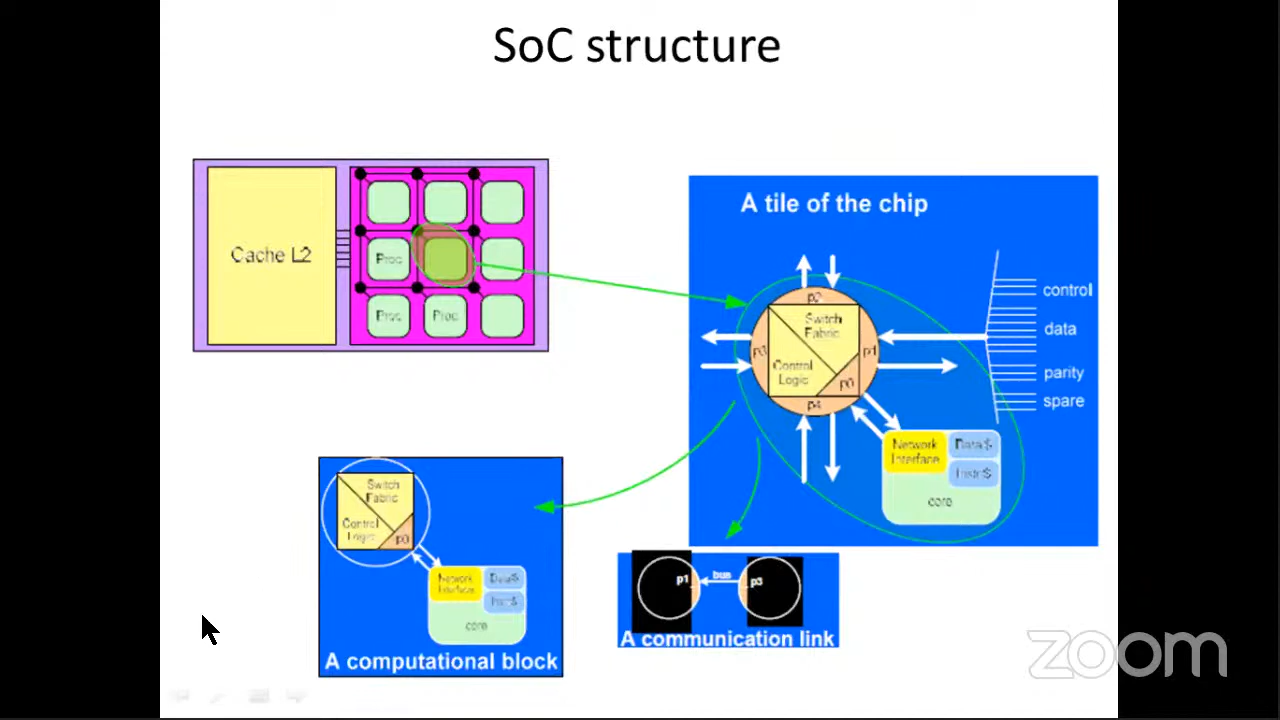 SoC structure
Cache L2
Proc
Proc
Proc
A tile of the chip
p2
Switch
Fabric
p3
p1
Control
Logic
p0
p4
control
data
parity
spare
Network
Interface
Data$
Instr$
core
Switch
Fabric
Control
Logic
p0
Network
Interface
Data$
Instr$
core
A computational block
p1
bus
p3
A communication link
zoom